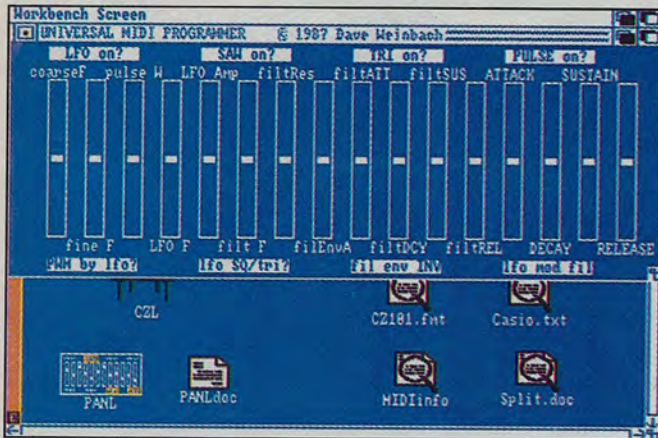 Workbench Screen
UNIVERSAL MIDI PROGRAMMER © 1987 Dave Weinbach
LFO on? SAW on? TRI on? PULSE on?
coarseF pulse W LFO Amp filtRes filtATT filtSUS ATTACK SUSTAIN
fine F LFO F filt F filEnvA filtDCY filtREL DECAY RELEASE
PWM by lfo? lfo SQ/tri? fil env INV lfo mod fil
CZL CZ101.fmt Casio.txt
PANL PANLdoc MIDIinfo Split.doc